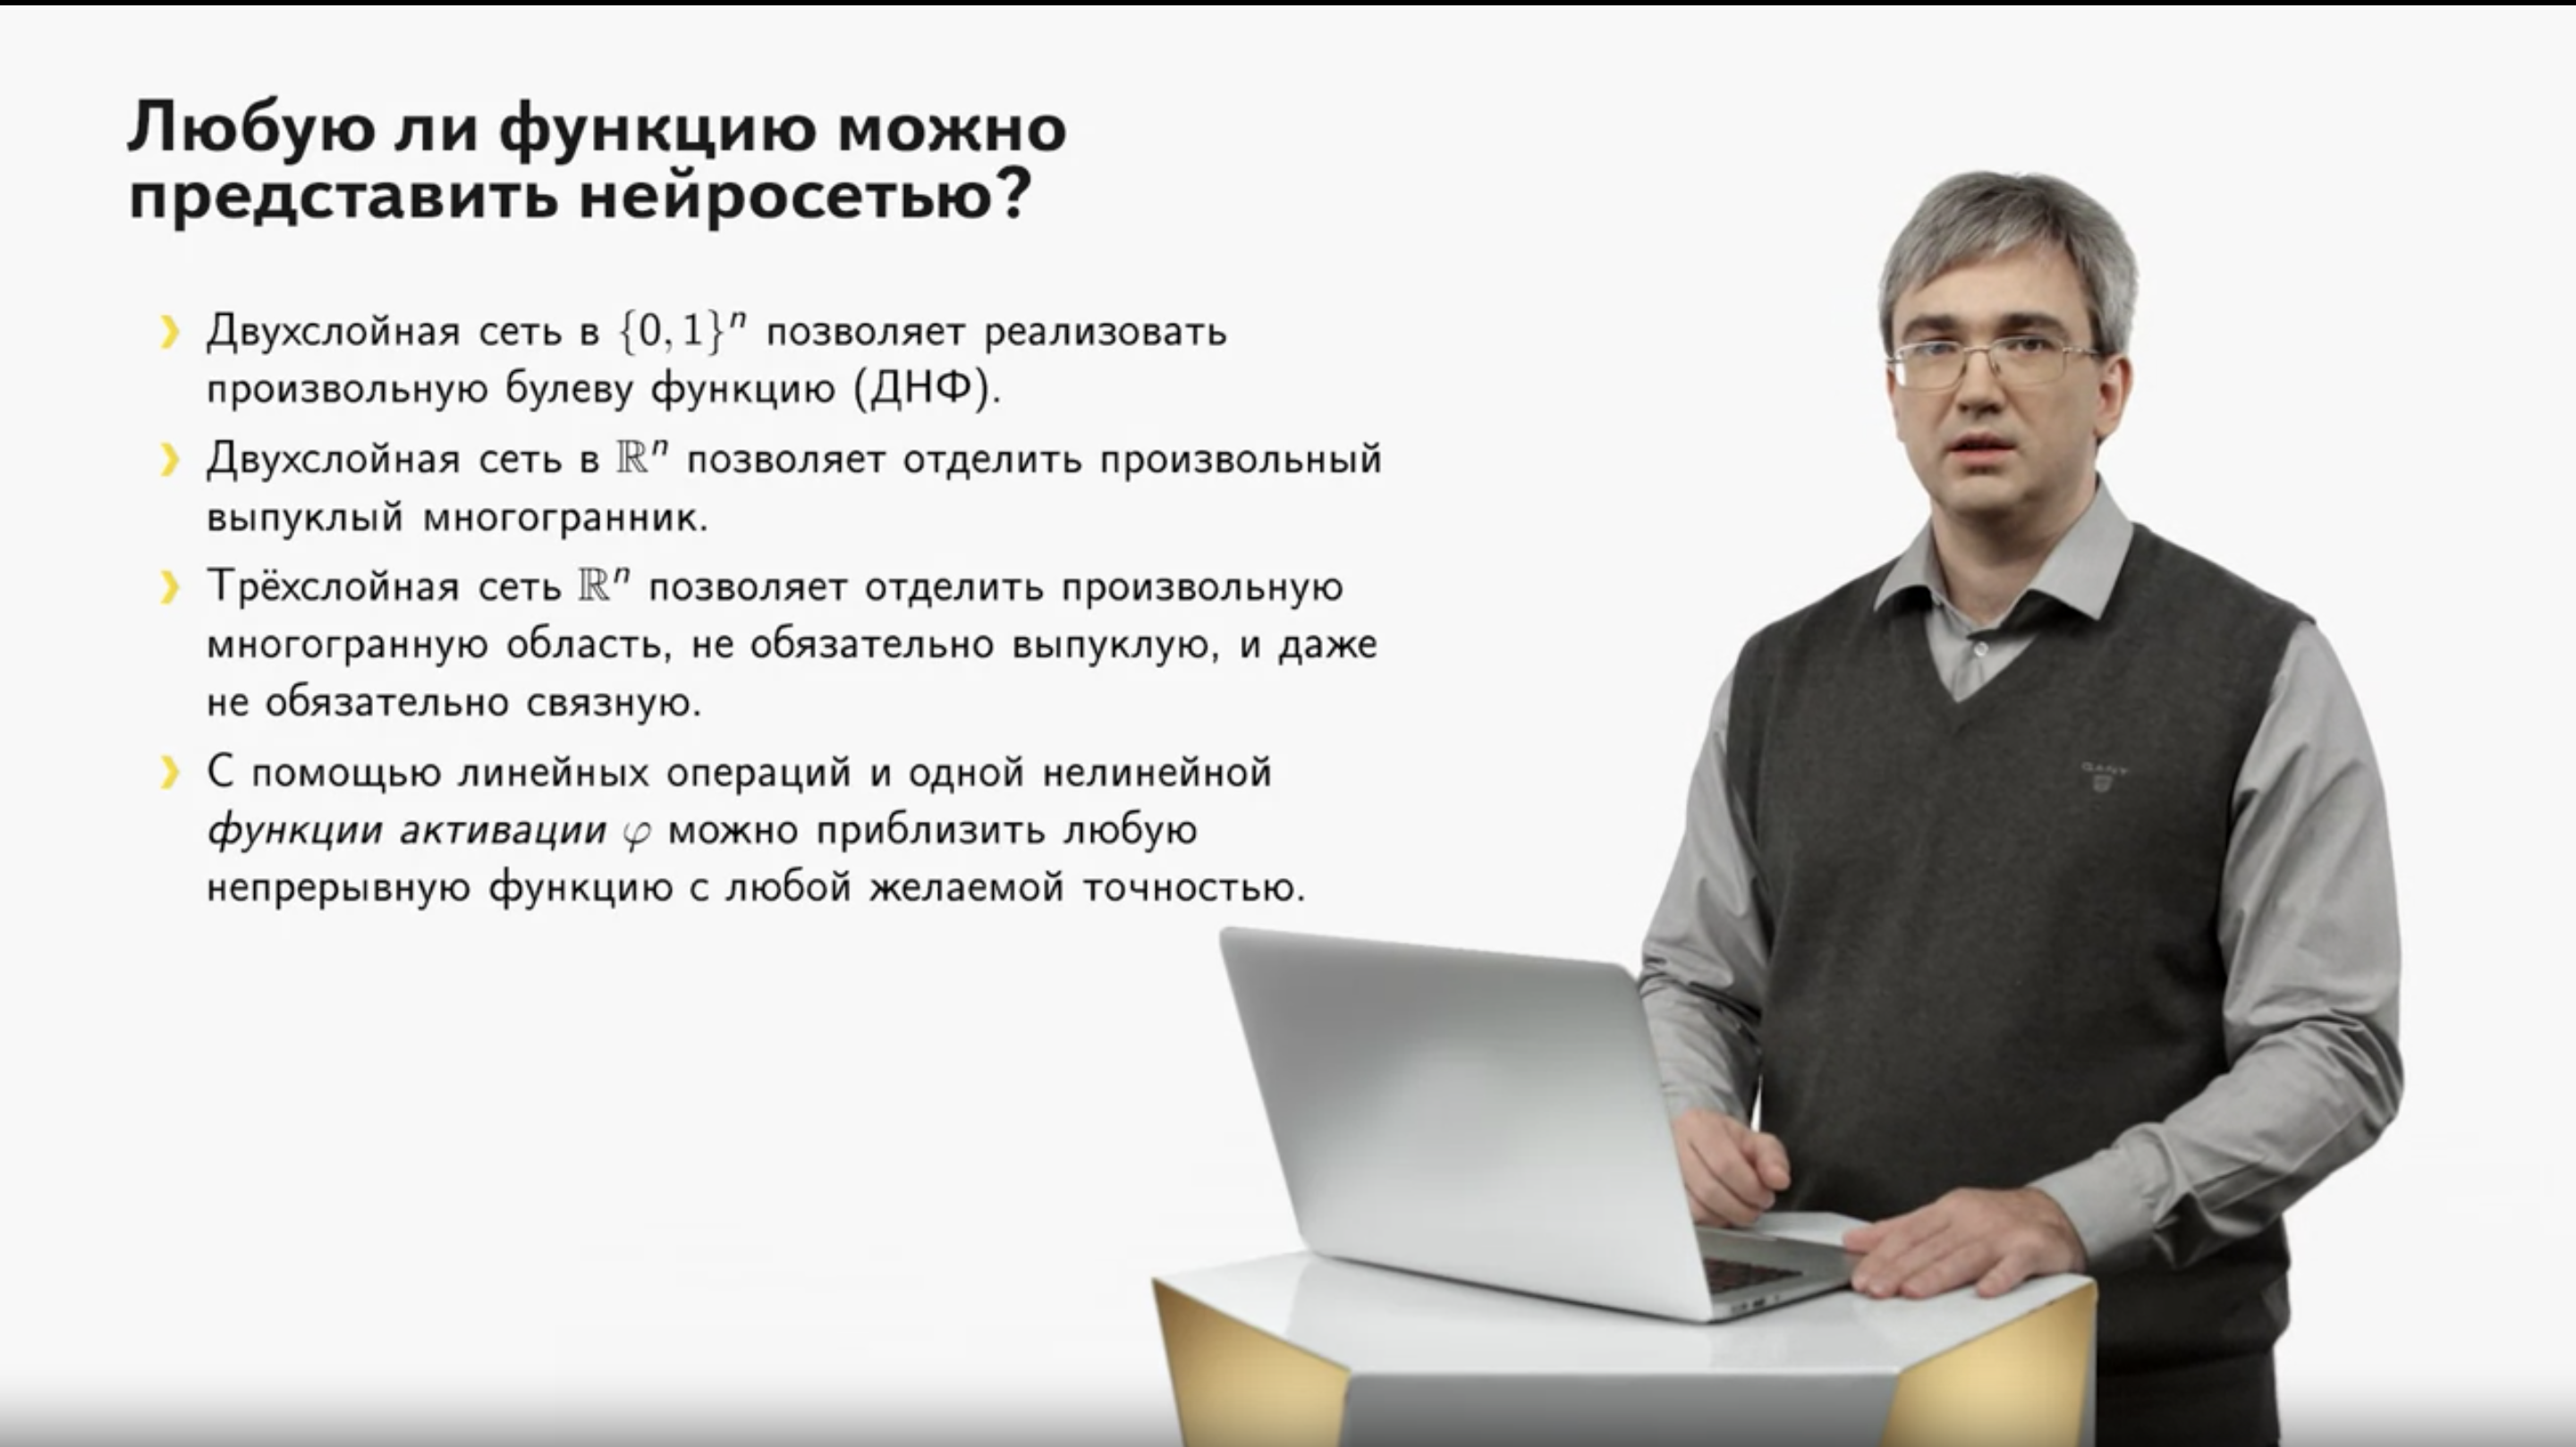 Любую ли функцию можно
представить нейросетью?
❯ Двухслойная сеть в {0, 1}ⁿ позволяет реализовать
произвольную булеву функцию (ДНФ).
❯ Двухслойная сеть в ℝⁿ позволяет отделить произвольный
выпуклый многогранник.
❯ Трёхслойная сеть ℝⁿ позволяет отделить произвольную
многогранную область, не обязательно выпуклую, и даже
не обязательно связную.
❯ С помощью линейных операций и одной нелинейной
функции активации φ можно приблизить любую
непрерывную функцию с любой желаемой точностью.
GANT